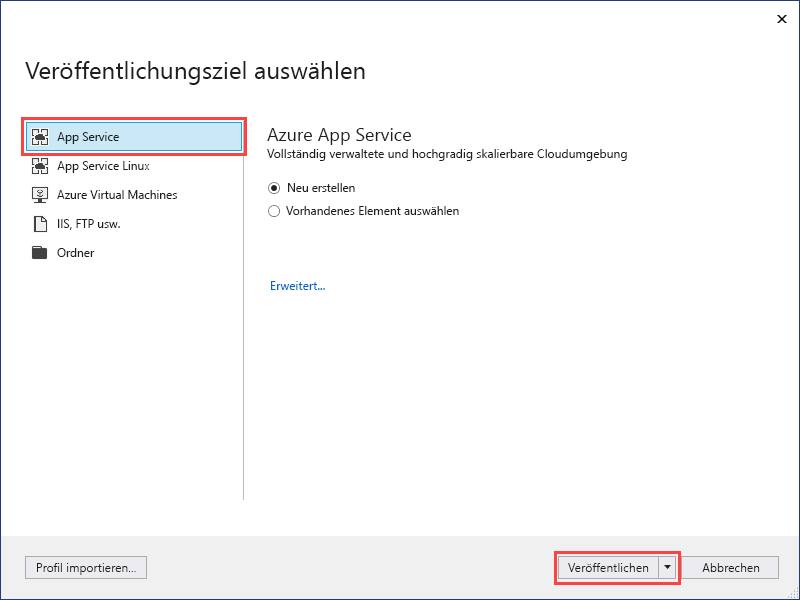 Veröffentlichungsziel auswählen
App Service
App Service Linux
Azure Virtual Machines
IIS, FTP usw.
Ordner
Azure App Service
Vollständig verwaltete und hochgradig skalierbare Cloudumgebung
Neu erstellen
Vorhandenes Element auswählen
Erweitert...
Profil importieren...
Veröffentlichen
Abbrechen